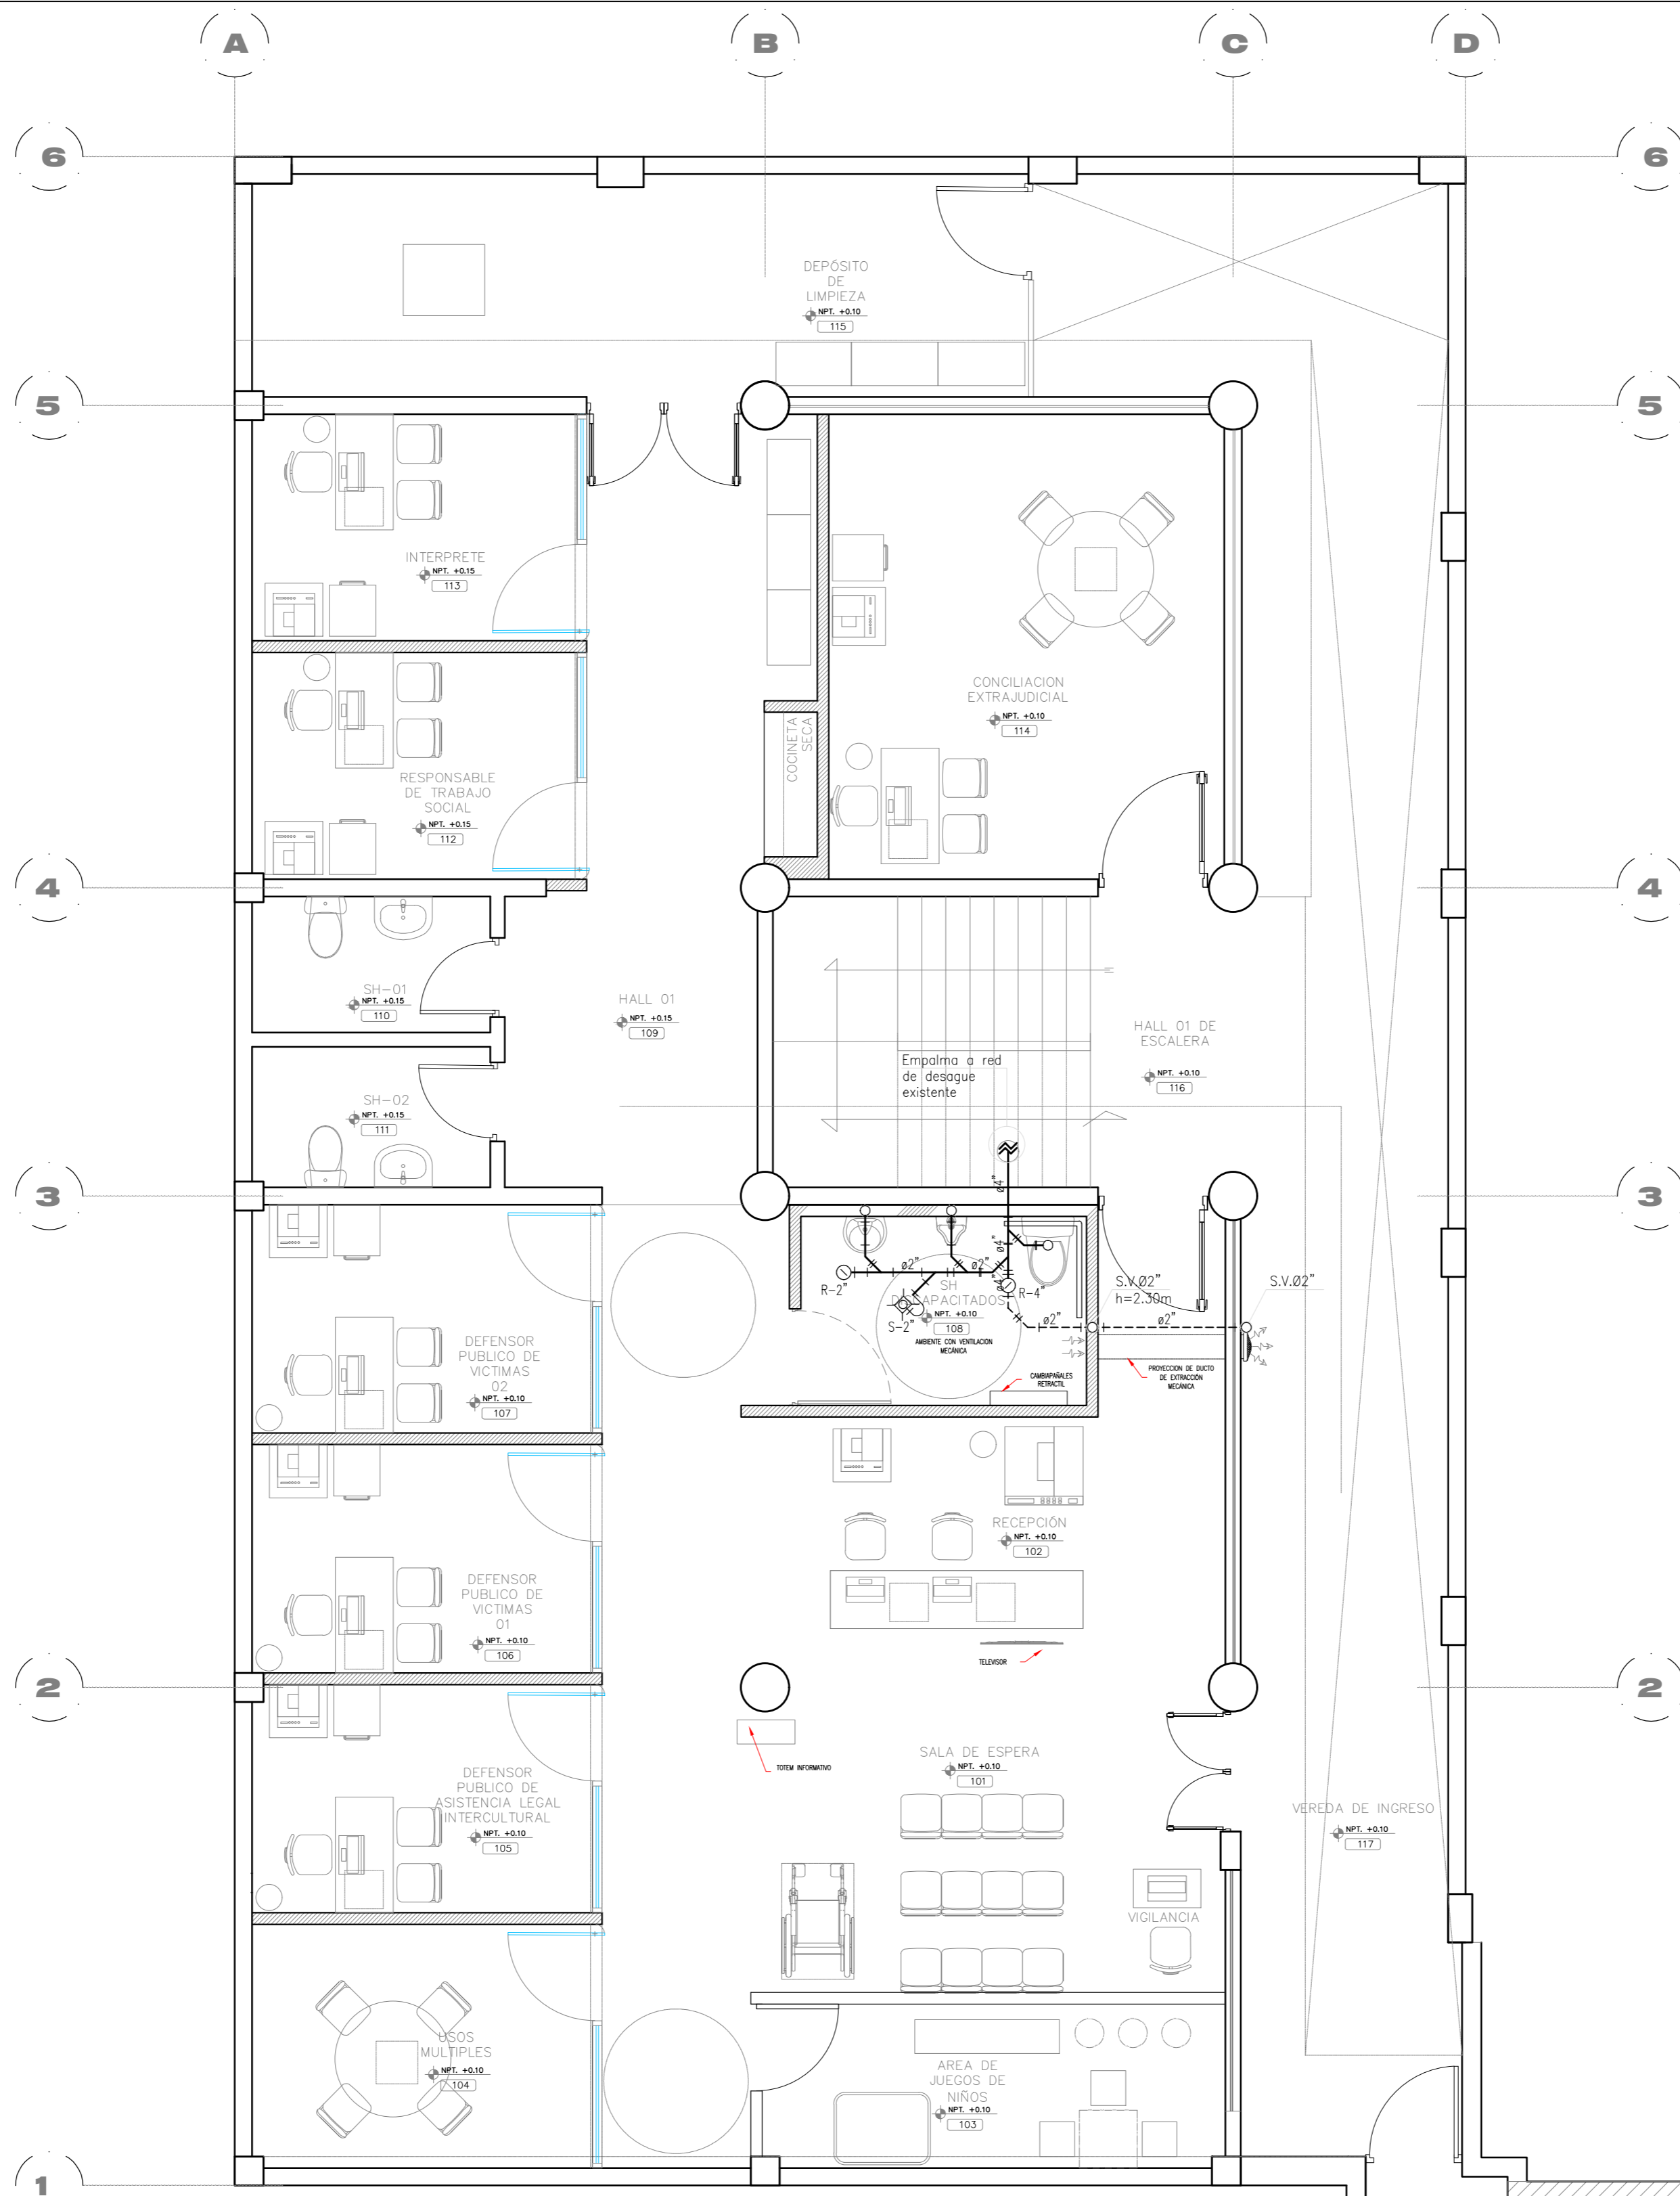 A
B
C
D
6
6
DEPÓSITO
DE
LIMPIEZA
NPT. +0.10
115
5
5
INTERPRETE
NPT. +0.15
113
CONCILIACION
EXTRAJUDICIAL
NPT. +0.10
114
COCINETA
SECA
RESPONSABLE
DE TRABAJO
SOCIAL
NPT. +0.15
112
4
4
SH-01
NPT. +0.15
110
HALL 01
NPT. +0.15
109
HALL 01 DE
ESCALERA
NPT. +0.10
116
Empalma a red
de desague
existente
SH-02
NPT. +0.15
111
3
3
ø4"
ø4"
ø4"
ø2"
ø2"
R-2"
R-4"
S-2"
SH
NPT. +0.10
108
AMBIENTE CON VENTILACIÓN
MECÁNICA
S.V.Ø2"
h=2.30m
S.V.Ø2"
ø2"
ø2"
CAMBIAPAÑALES
RETRACTIL
PROYECCION DE DUCTO
DE EXTRACCIÓN
MECÁNICA
DEFENSOR
PUBLICO DE
VICTIMAS
02
NPT. +0.10
107
RECEPCIÓN
NPT. +0.10
102
DEFENSOR
PUBLICO DE
VICTIMAS
01
NPT. +0.10
106
TELEVISOR
2
2
TOTEM INFORMATIVO
SALA DE ESPERA
NPT. +0.10
101
DEFENSOR
PUBLICO DE
ASISTENCIA LEGAL
INTERCULTURAL
NPT. +0.10
105
VEREDA DE INGRESO
NPT. +0.10
117
VIGILANCIA
USOS
MULTIPLES
NPT. +0.10
104
AREA DE
JUEGOS DE
NIÑOS
NPT. +0.10
103
1